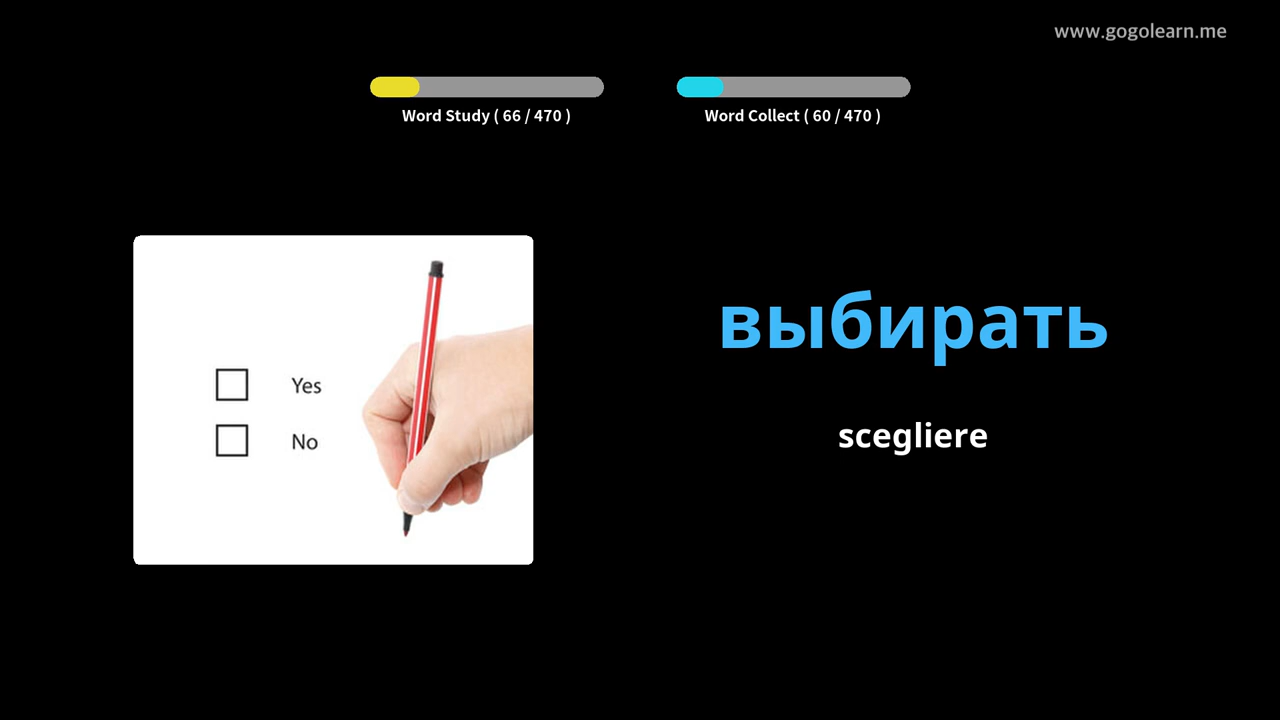 www.gogolearn.me
Word Study ( 66 / 470 )
Word Collect ( 60 / 470 )
Yes
No
выбирать
scegliere